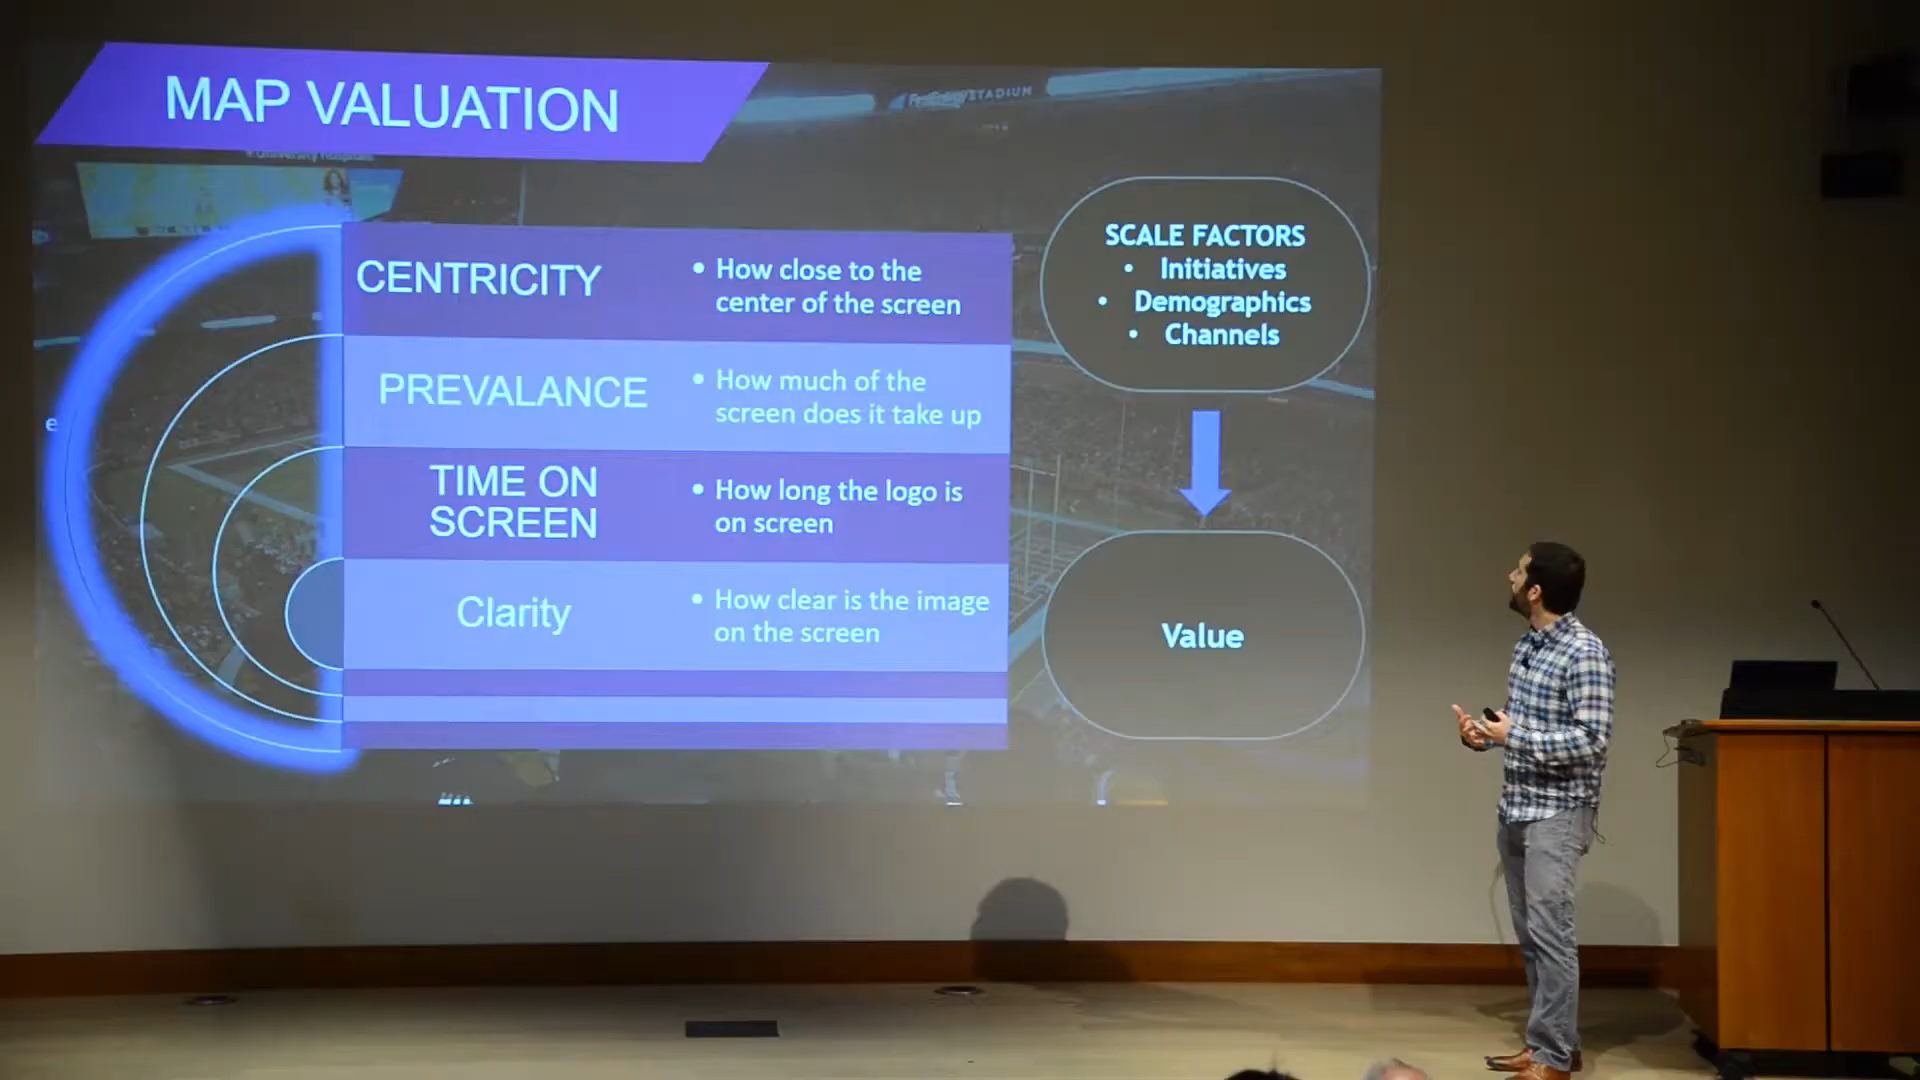 MAP VALUATION
STADIUM
CENTRICITY
• How close to the
center of the screen
PREVALANCE
• How much of the
screen does it take up
TIME ON
SCREEN
• How long the logo is
on screen
Clarity
• How clear is the image
on the screen
SCALE FACTORS
• Initiatives
• Demographics
• Channels
Value